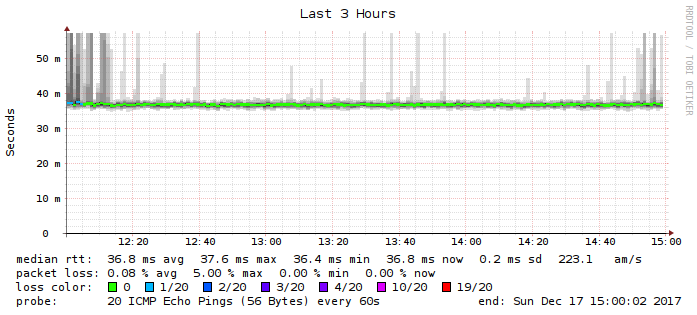 Last 3 Hours
RRDTOOL / TOBI OETIKER
Seconds
50 m
40 m
30 m
20 m
10 m
0
12:20 12:40 13:00 13:20 13:40 14:00 14:20 14:40 15:00
median rtt: 36.8 ms avg 37.6 ms max 36.4 ms min 36.8 ms now 0.2 ms sd 223.1 am/s
packet loss: 0.08 % avg 5.00 % max 0.00 % min 0.00 % now
loss color: 0 1/20 2/20 3/20 4/20 10/20 19/20
probe: 20 ICMP Echo Pings (56 Bytes) every 60s end: Sun Dec 17 15:00:02 2017